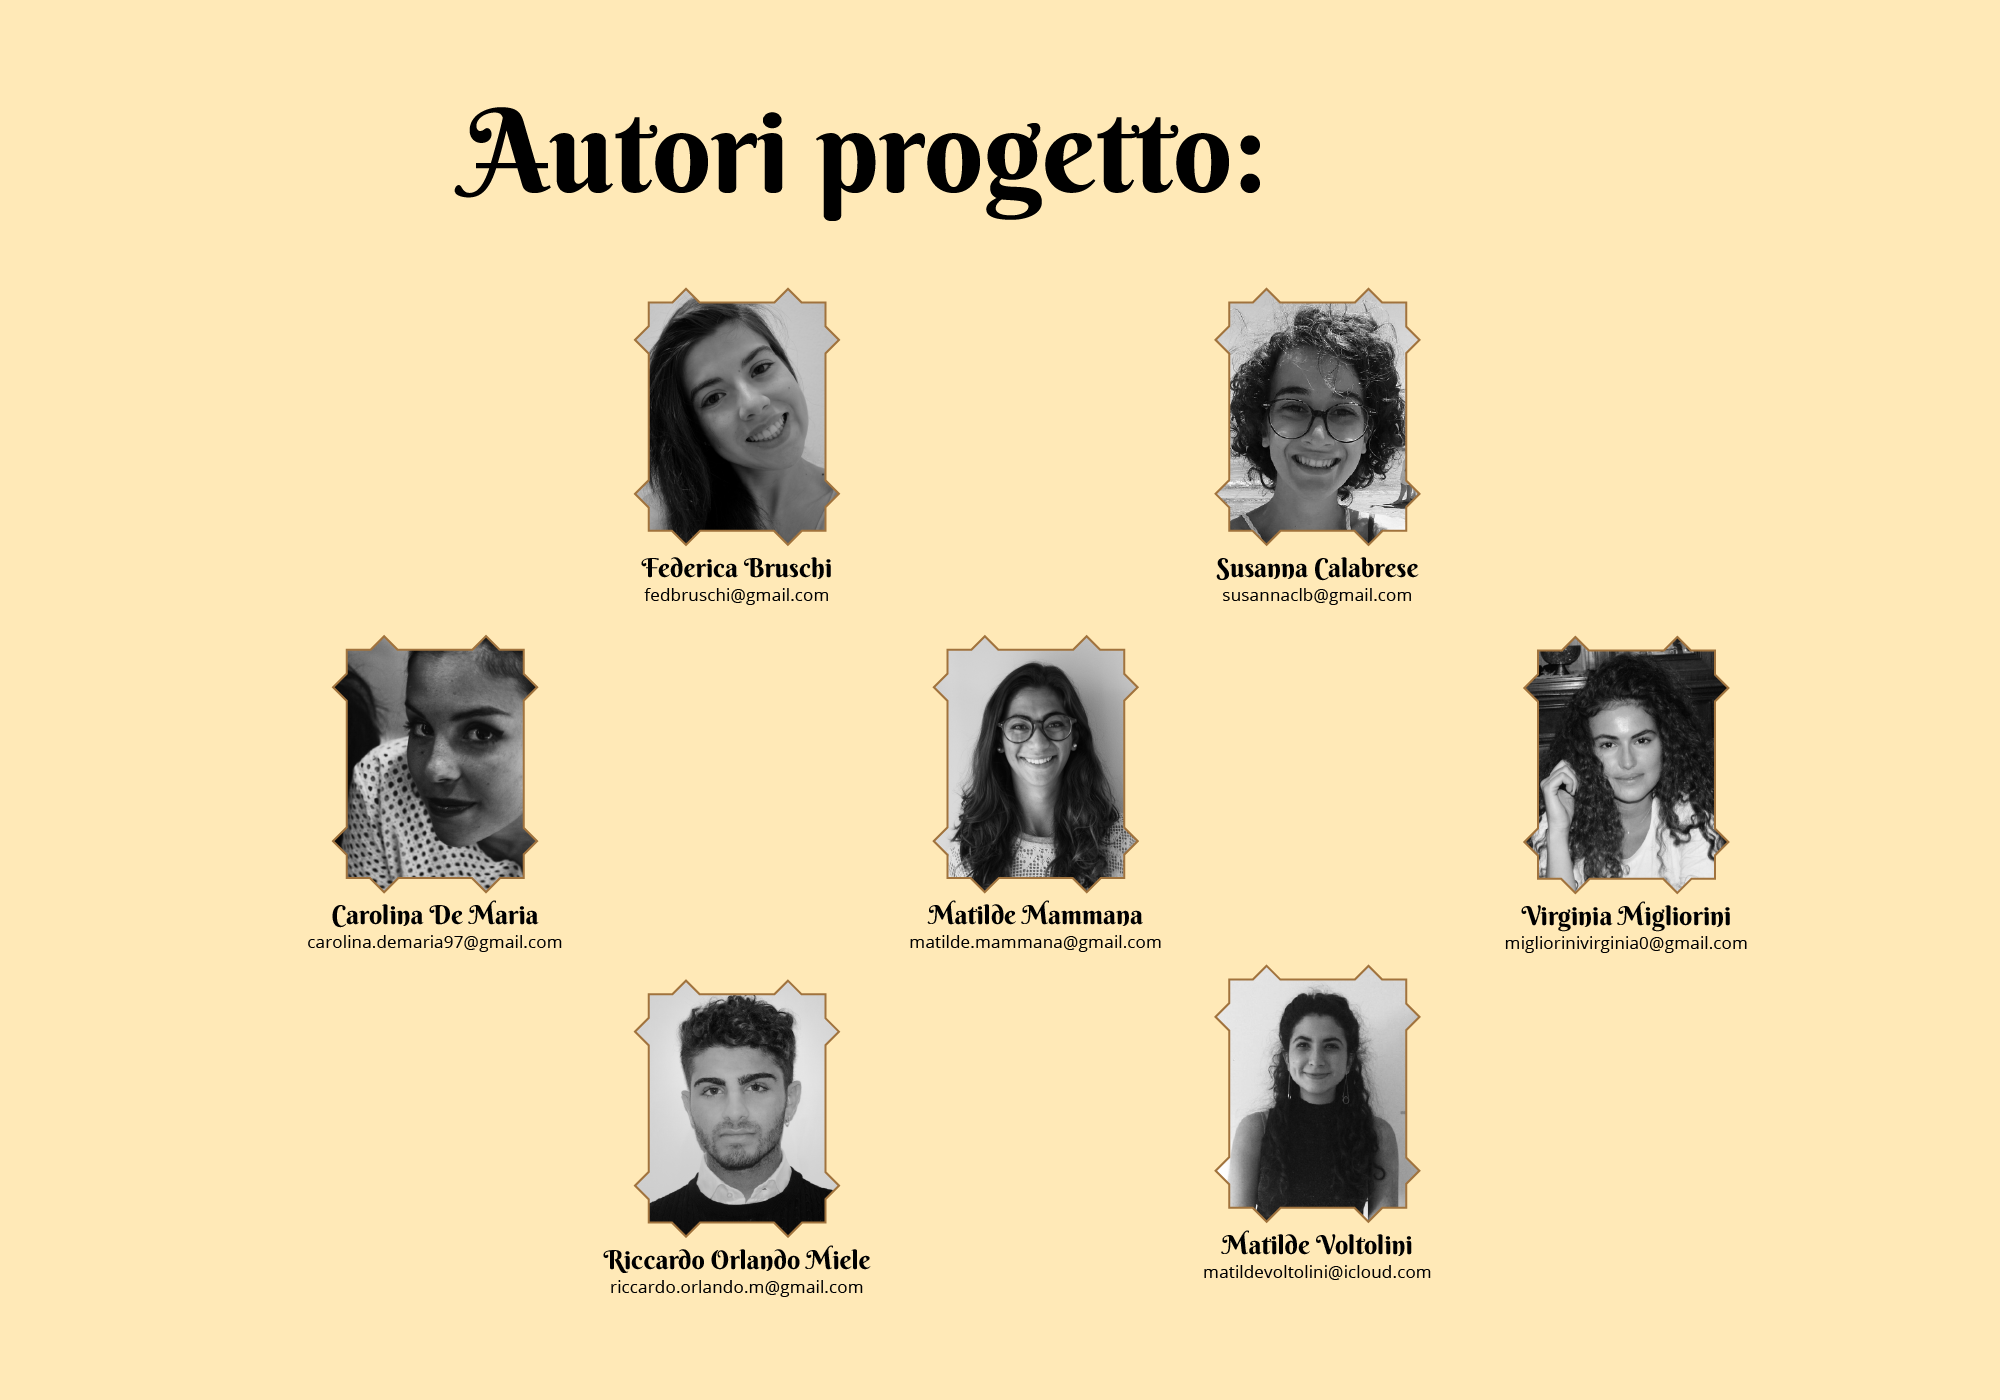 Autori progetto:
Federica Bruschi
fedbruschi@gmail.com
Susanna Calabrese
susannaclb@gmail.com
Carolina De Maria
carolina.demaria97@gmail.com
Matilde Mammana
matilde.mammana@gmail.com
Virginia Migliorini
migliorinivirginia0@gmail.com
Riccardo Orlando Miele
riccardo.orlando.m@gmail.com
Matilde Voltolini
matildevoltolini@icloud.com